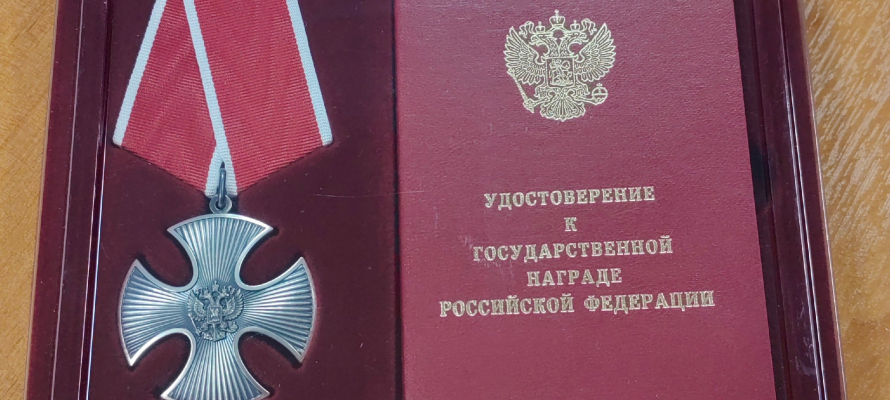 УДОСТОВЕРЕНИЕ
К
ГОСУДАРСТВЕННОЙ
НАГРАДЕ
РОССИЙСКОЙ ФЕДЕРАЦИИ